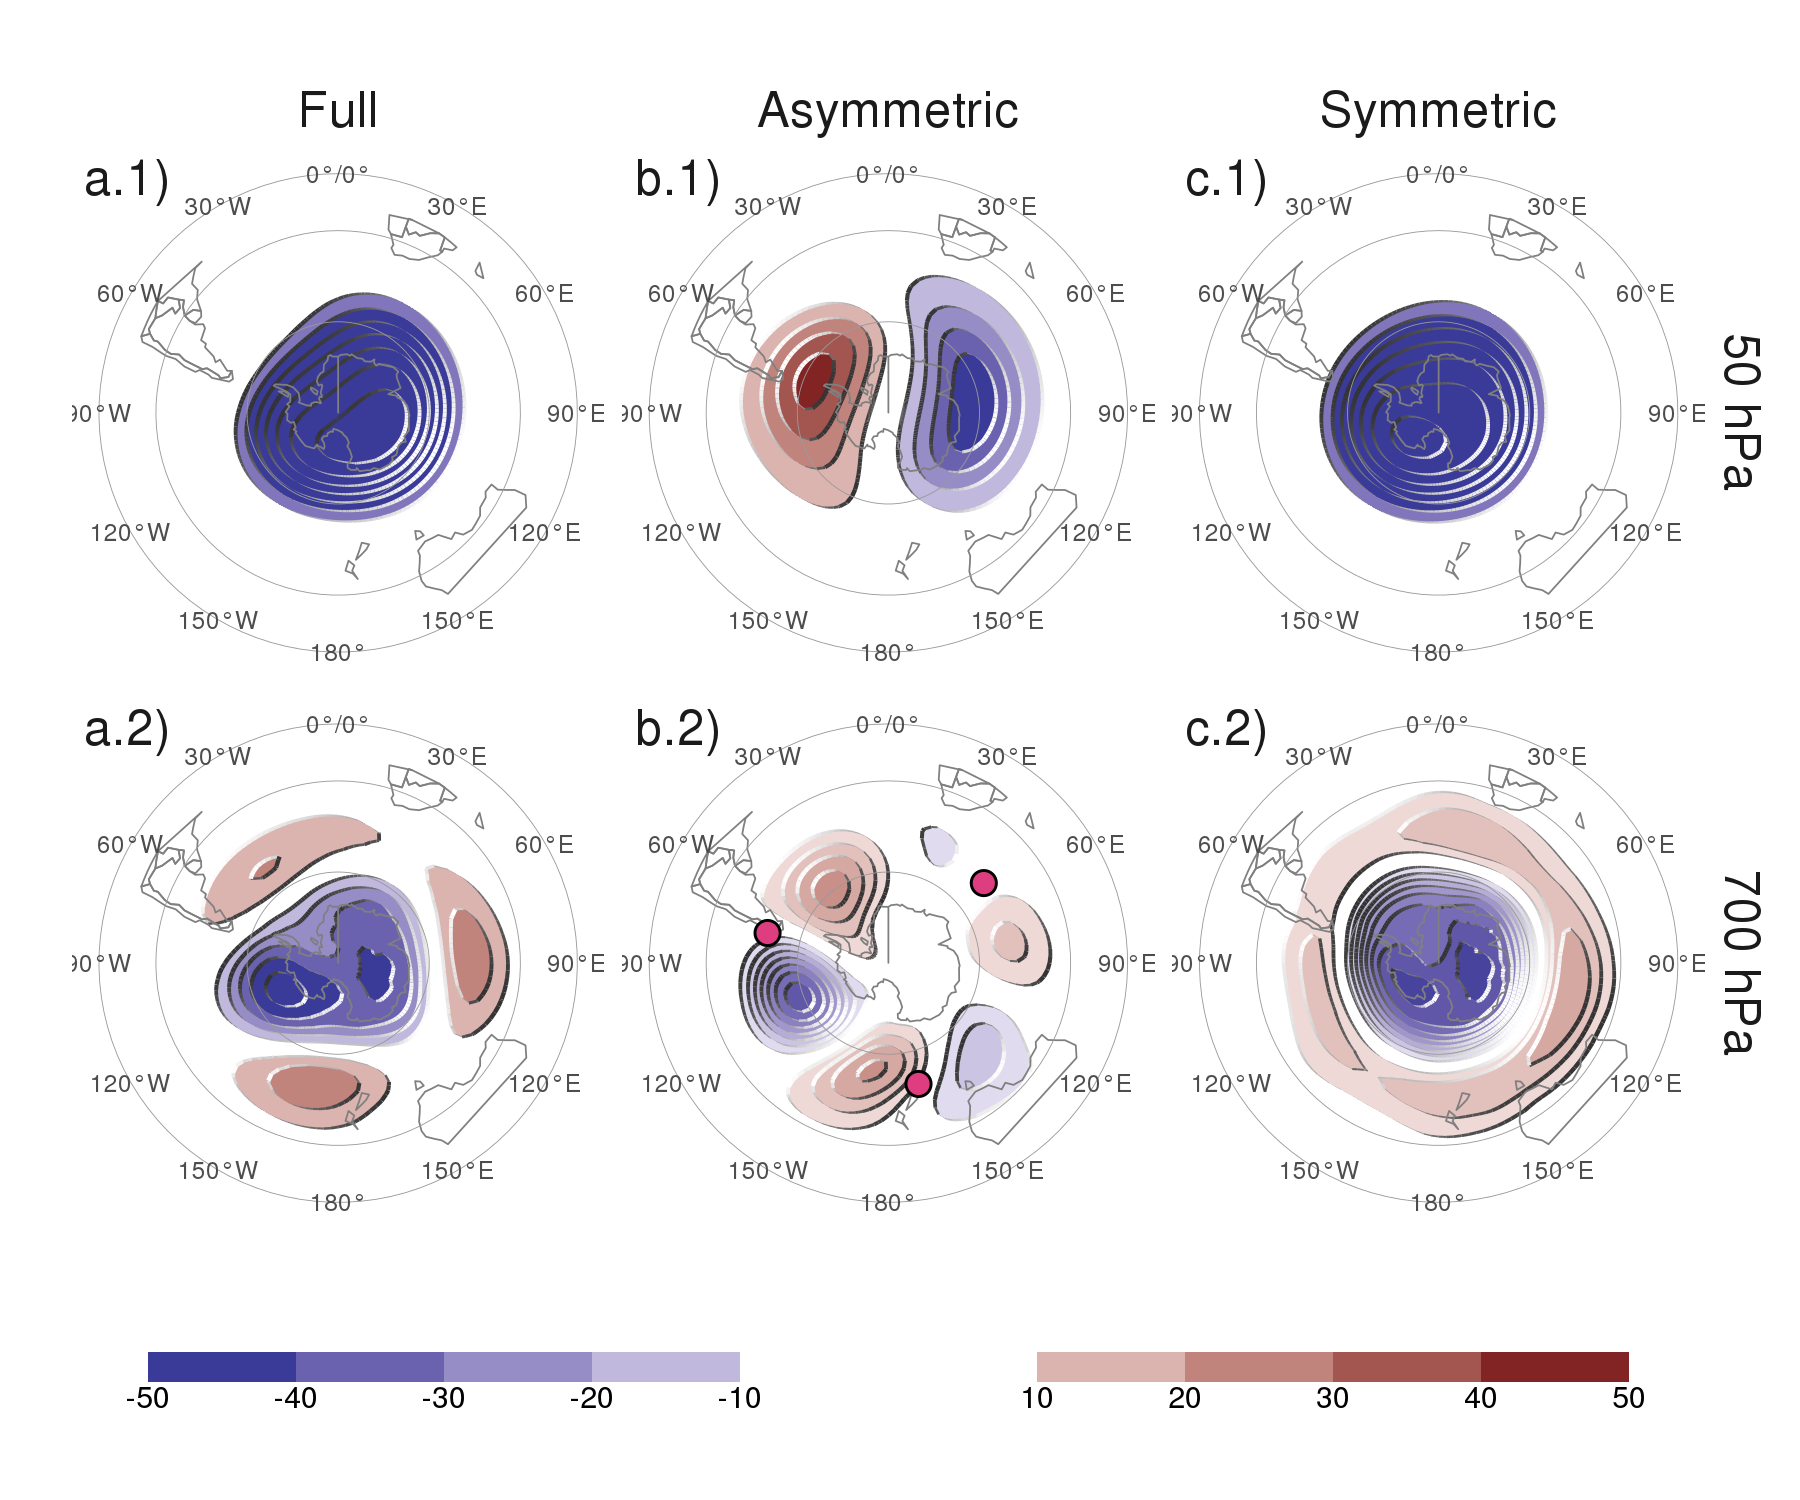 Full Asymmetric Symmetric
a.1) b.1) c.1)
0°/0° 0°/0° 0°/0°
30°W 30°E 30°W 30°E 30°W 30°E
60°W 60°E 60°W 60°E 60°W 60°E
90°W 90°E 90°W 90°E 90°W 90°E
120°W 120°E 120°W 120°E 120°W 120°E
150°W 150°E 150°W 150°E 150°W 150°E
180° 180° 180°
50 hPa
a.2) b.2) c.2)
0°/0° 0°/0° 0°/0°
30°W 30°E 30°W 30°E 30°W 30°E
60°W 60°E 60°W 60°E 60°W 60°E
90°W 90°E 90°W 90°E 90°W 90°E
120°W 120°E 120°W 120°E 120°W 120°E
150°W 150°E 150°W 150°E 150°W 150°E
180° 180° 180°
700 hPa
-50 -40 -30 -20 -10 10 20 30 40 50